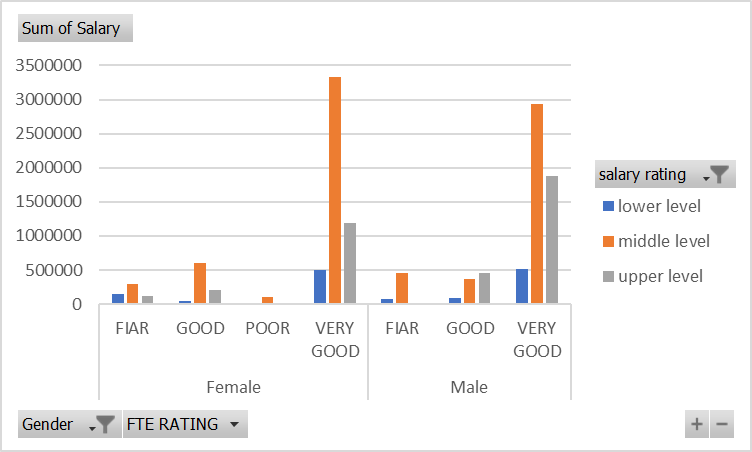 Sum of Salary
3500000
3000000
2500000
2000000
1500000
1000000
500000
0
FIAR GOOD POOR VERY GOOD FIAR GOOD VERY GOOD
Female Male
salary rating
lower level
middle level
upper level
Gender FTE RATING